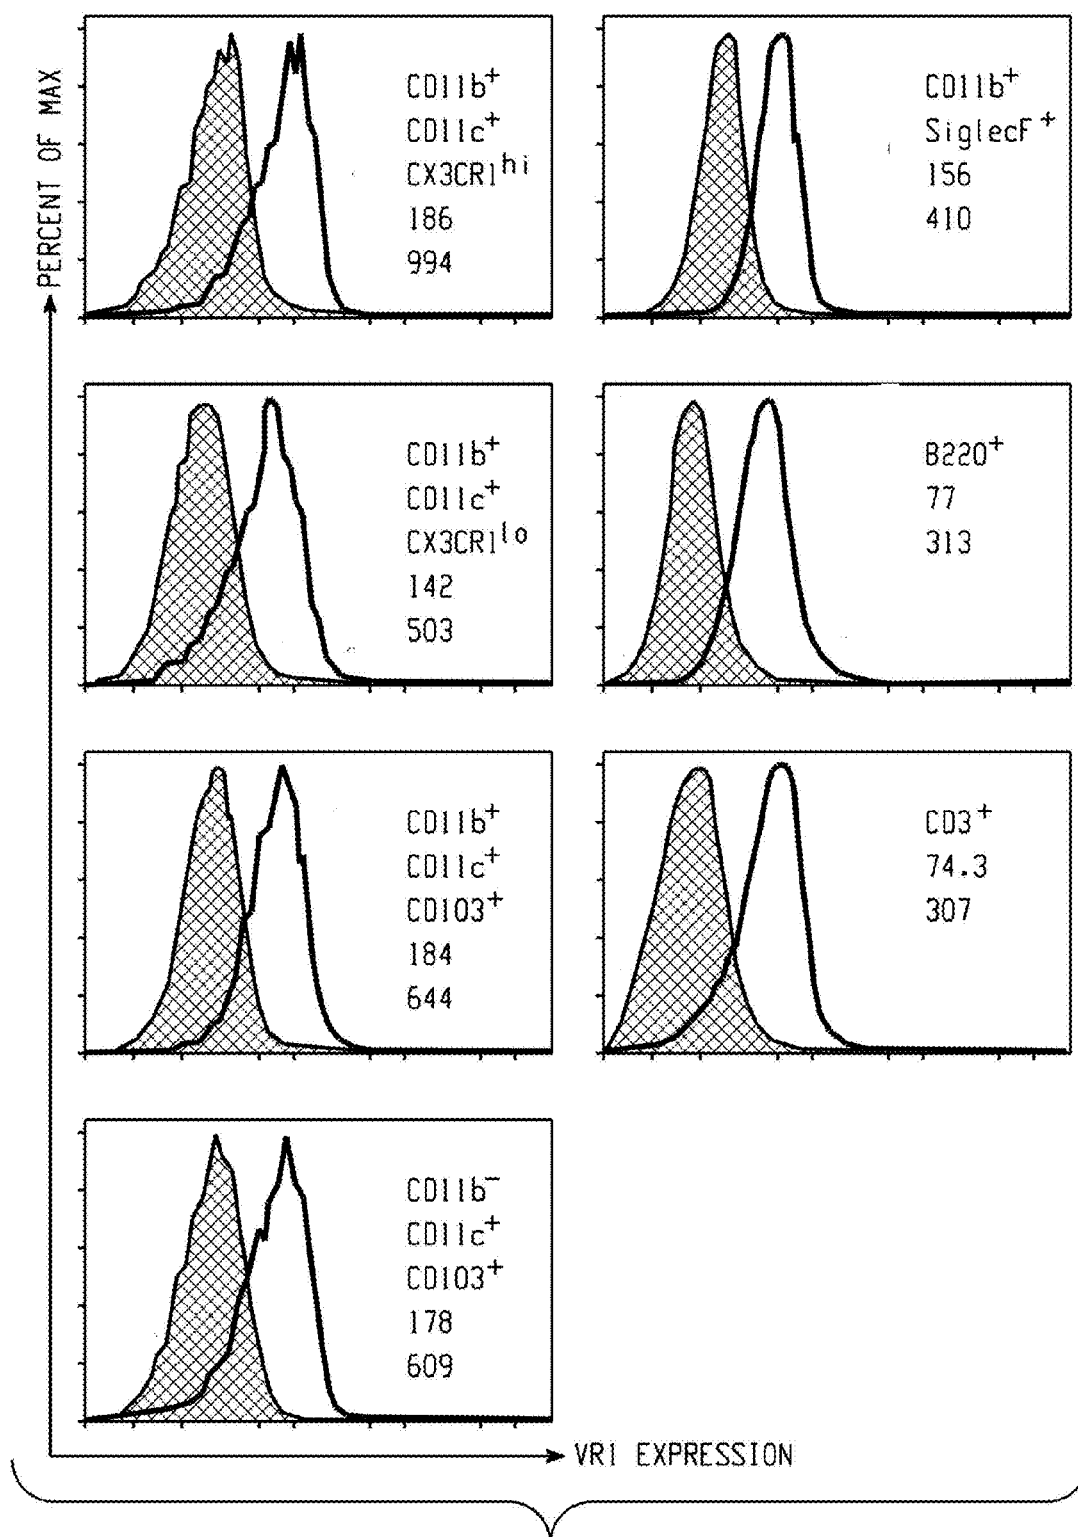 PERCENT OF MAX
CD11b+
CD11c+
CX3CR1hi
186
994
CD11b+
SiglecF+
156
410
CD11b+
CD11c+
CX3CR1lo
142
503
B220+
77
313
CD11b+
CD11c+
CD103+
184
644
CD3+
74.3
307
CD11b-
CD11c+
CD103+
178
609
VR1 EXPRESSION